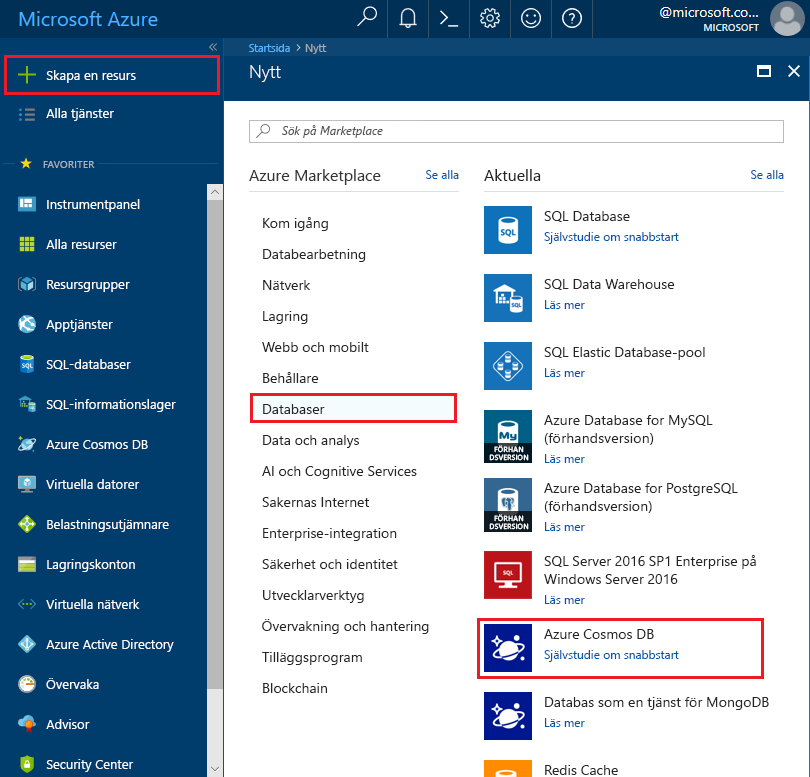 Microsoft Azure
@microsoft.co...
MICROSOFT
Skapa en resurs
Alla tjänster
FAVORITER
Instrumentpanel
Alla resurser
Resursgrupper
Apptjänster
SQL-databaser
SQL-informationslager
Azure Cosmos DB
Virtuella datorer
Belastningsutjämnare
Lagringskonton
Virtuella nätverk
Azure Active Directory
Övervaka
Advisor
Security Center
Startsida > Nytt
Nytt
Sök på Marketplace
Azure Marketplace
Se alla
Kom igång
Databearbetning
Nätverk
Lagring
Webb och mobilt
Behållare
Databaser
Data och analys
AI och Cognitive Services
Sakernas Internet
Enterprise-integration
Säkerhet och identitet
Utvecklarverktyg
Övervakning och hantering
Tilläggsprogram
Blockchain
Aktuella
Se alla
SQL
SQL Database
Självstudie om snabbstart
SQL
SQL Data Warehouse
Läs mer
SQL Elastic Database-pool
Läs mer
My
FÖRHAN
DSVERSION
Azure Database for MySQL
(förhandsversion)
Läs mer
FÖRHAN
DSVERSION
Azure Database for PostgreSQL
(förhandsversion)
Läs mer
SQL
SQL Server 2016 SP1 Enterprise på
Windows Server 2016
Läs mer
Azure Cosmos DB
Självstudie om snabbstart
Databas som en tjänst för MongoDB
Läs mer
Redis Cache